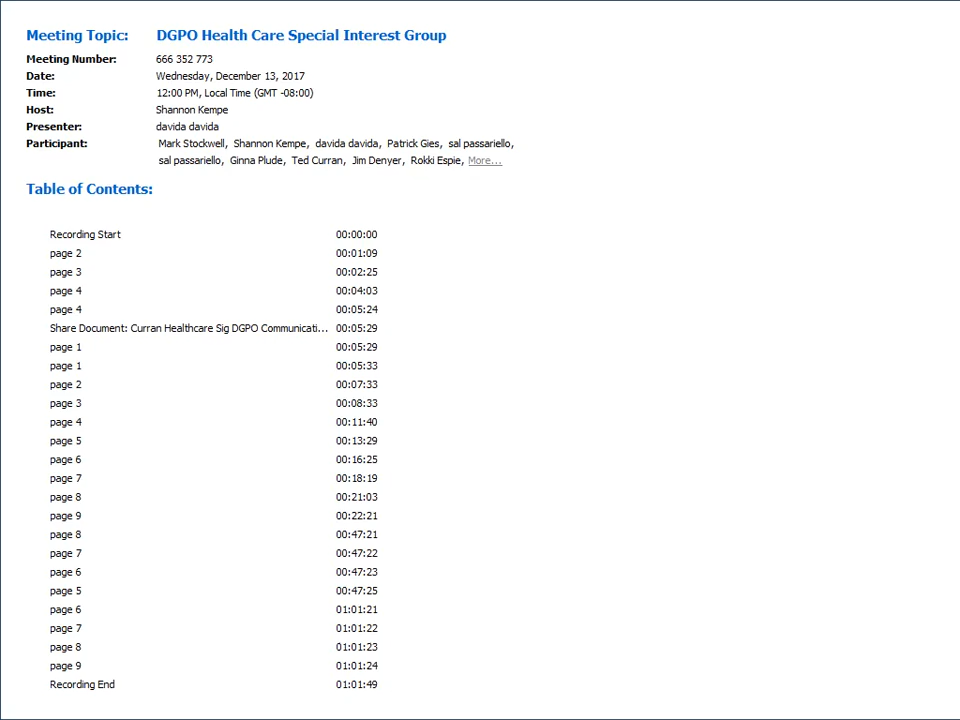 Meeting Topic: DGPO Health Care Special Interest Group
Meeting Number: 666 352 773
Date: Wednesday, December 13, 2017
Time: 12:00 PM, Local Time (GMT -08:00)
Host: Shannon Kempe
Presenter: davida davida
Participant: Mark Stockwell, Shannon Kempe, davida davida, Patrick Gies, sal passariello,
sal passariello, Ginna Plude, Ted Curran, Jim Denyer, Rokki Espie, More...
Table of Contents:
Recording Start 00:00:00
page 2 00:01:09
page 3 00:02:25
page 4 00:04:03
page 4 00:05:24
Share Document: Curran Healthcare Sig DGPO Communicati... 00:05:29
page 1 00:05:29
page 1 00:05:33
page 2 00:07:33
page 3 00:08:33
page 4 00:11:40
page 5 00:13:29
page 6 00:16:25
page 7 00:18:19
page 8 00:21:03
page 9 00:22:21
page 8 00:47:21
page 7 00:47:22
page 6 00:47:23
page 5 00:47:25
page 6 01:01:21
page 7 01:01:22
page 8 01:01:23
page 9 01:01:24
Recording End 01:01:49